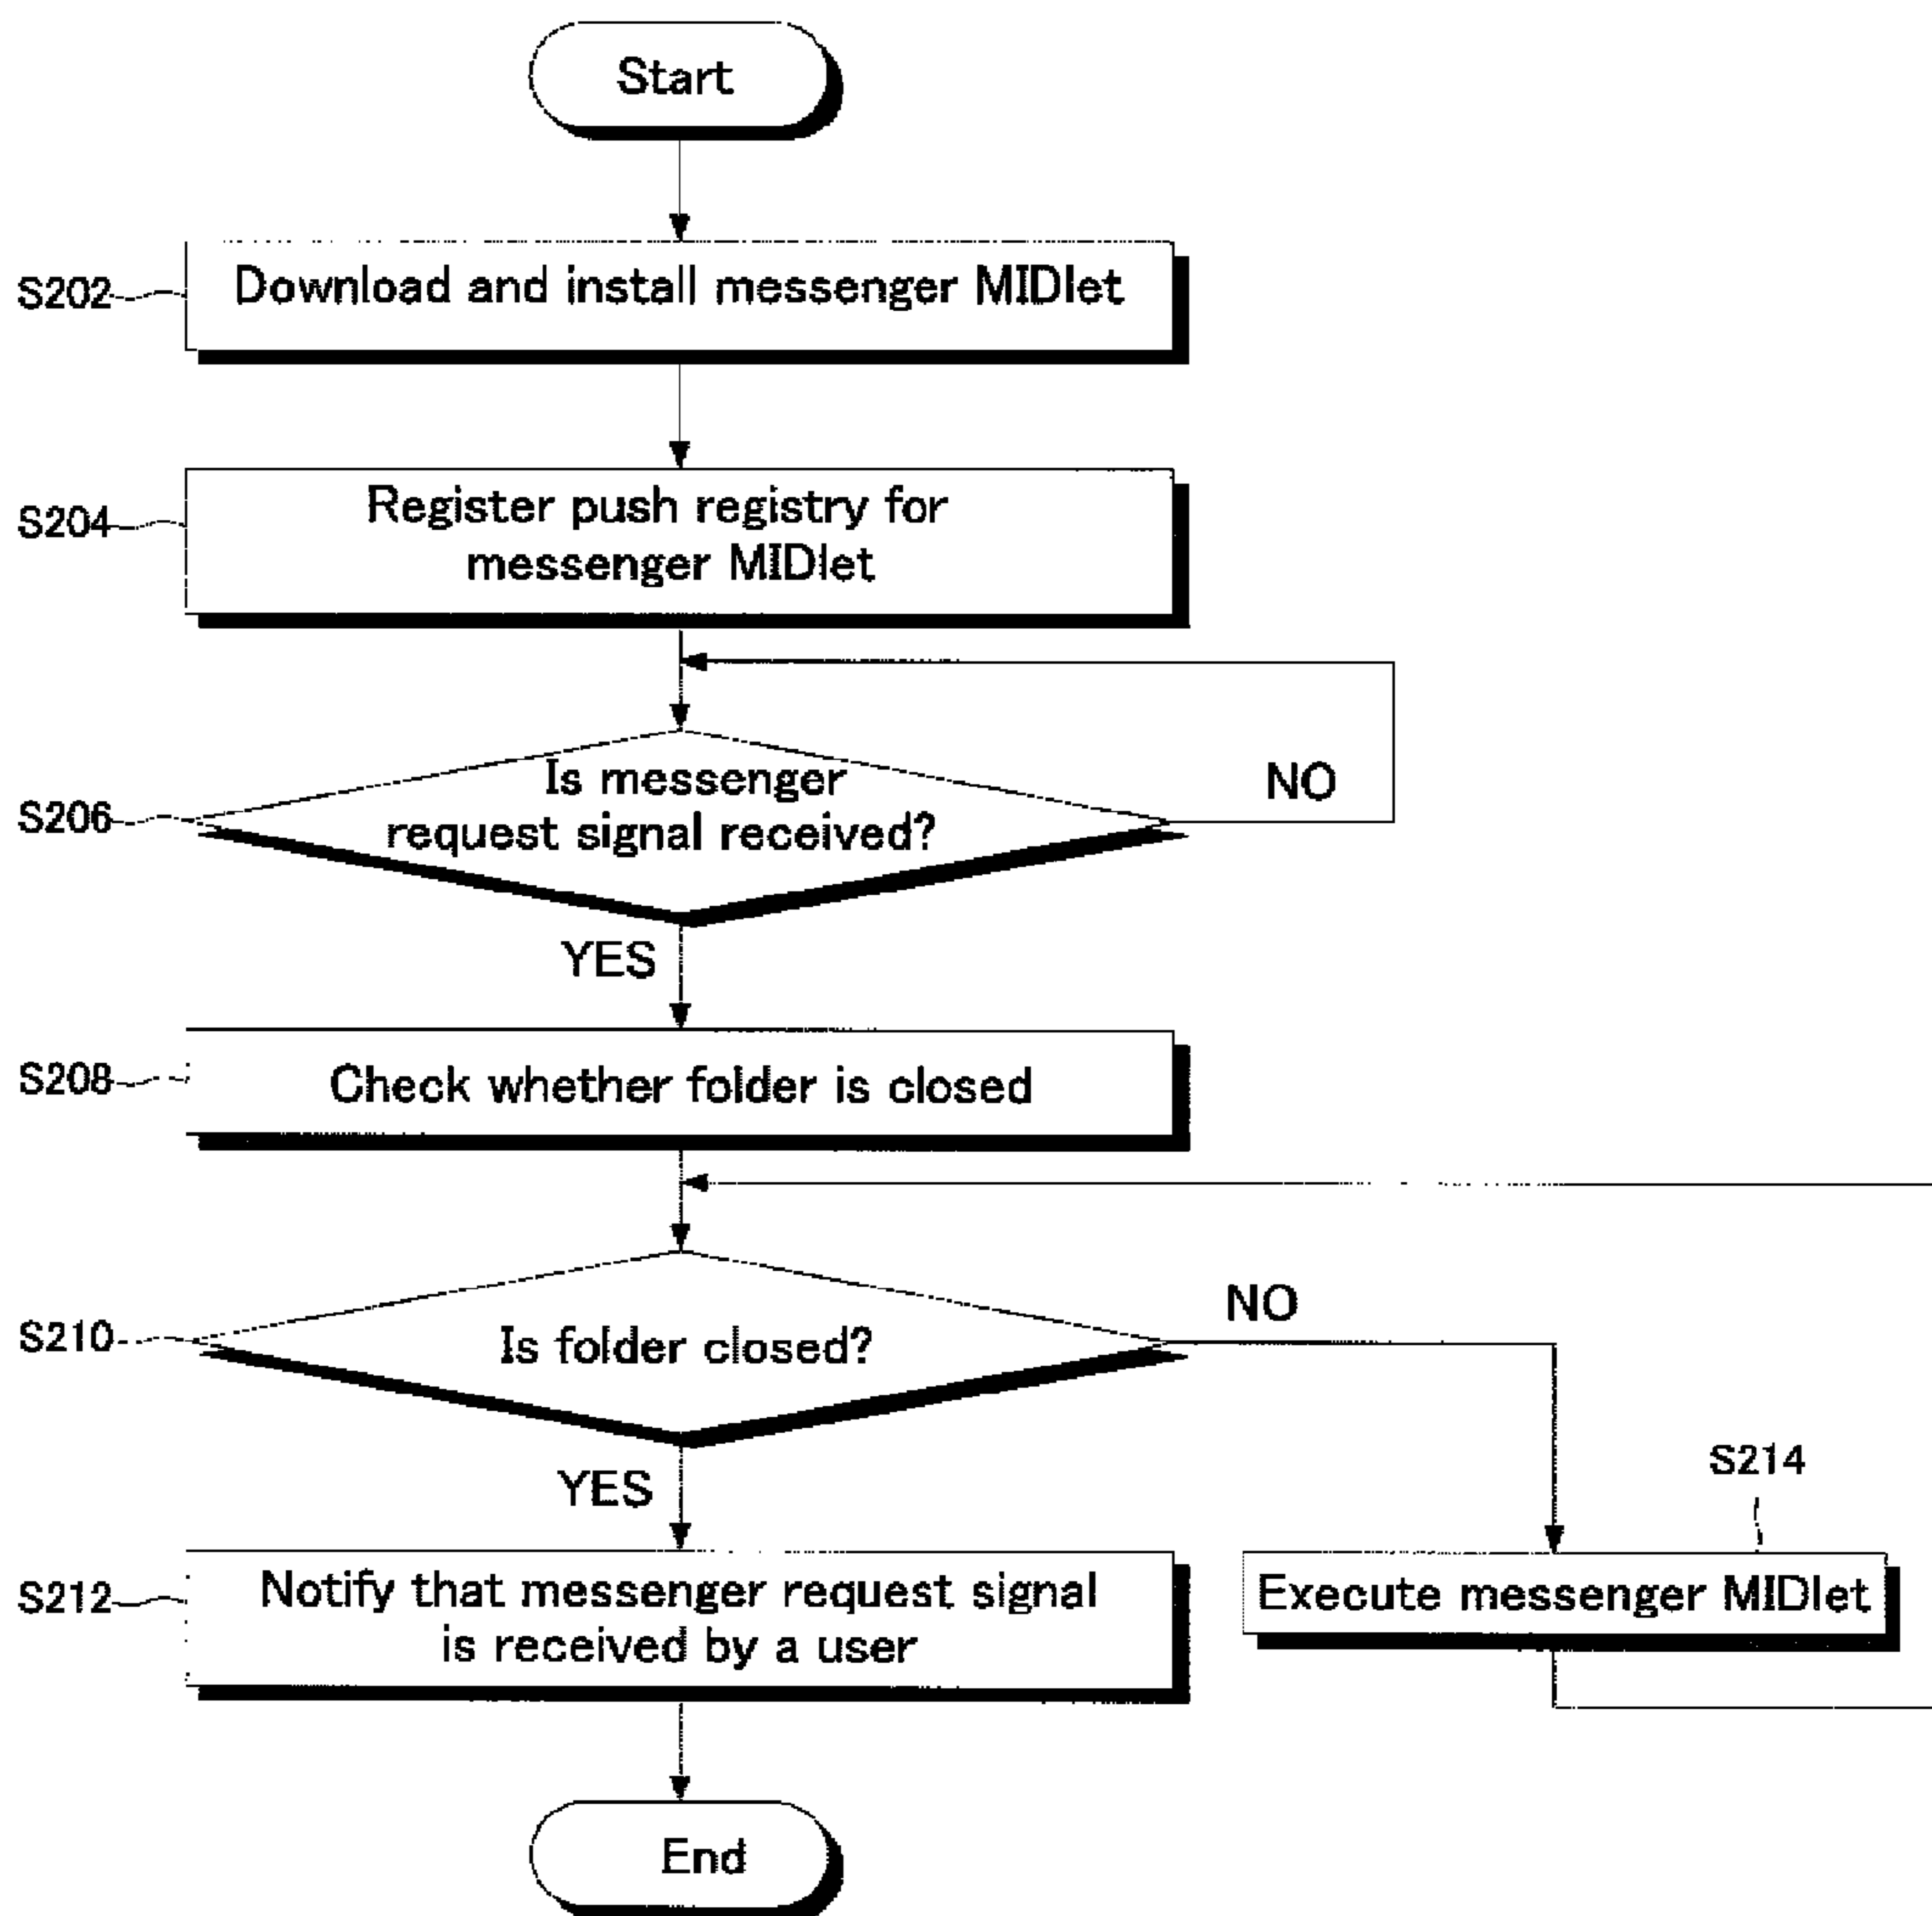 Start
S202
Download and install messenger MIDlet
S204
Register push registry for
messenger MIDlet
S206
Is messenger
request signal received?
NO
YES
S208
Check whether folder is closed
S210
Is folder closed?
NO
YES
S214
S212
Notify that messenger request signal
is received by a user
Execute messenger MIDlet
End